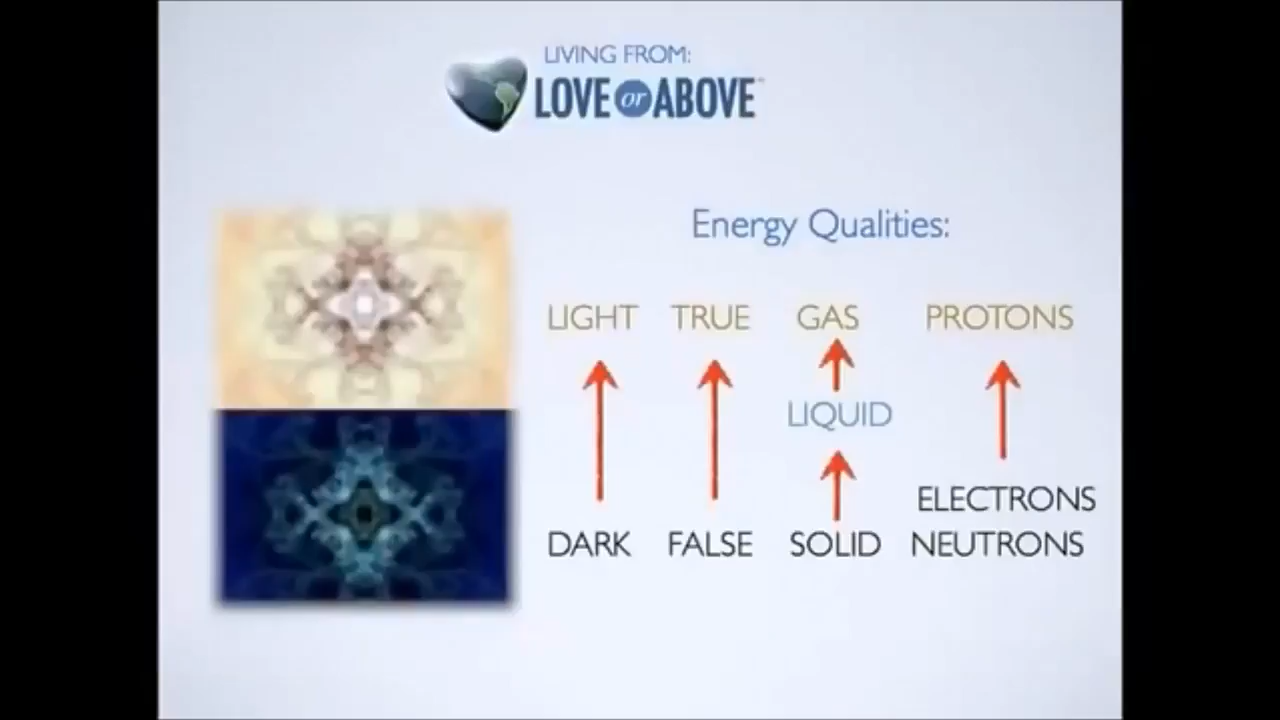 LIVING FROM:
LOVE or ABOVE™
Energy Qualities:
LIGHT TRUE GAS PROTONS
LIQUID
ELECTRONS
DARK FALSE SOLID NEUTRONS